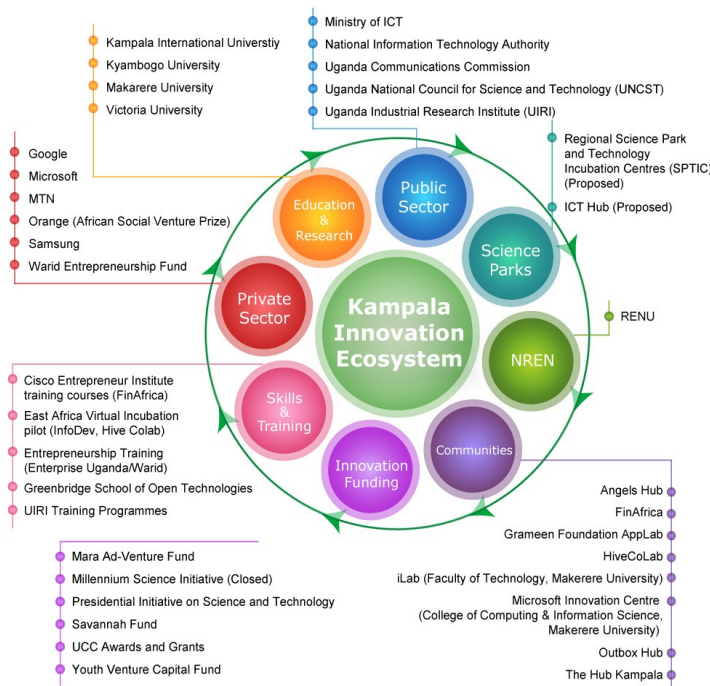 Kampala International Universtiy
Kyambogo University
Makarere University
Victoria University
Ministry of ICT
National Information Technology Authority
Uganda Communications Commission
Uganda National Council for Science and Technology (UNCST)
Uganda Industrial Research Institute (UIRI)
Regional Science Park
and Technology
Incubation Centres (SPTIC)
(Proposed)
ICT Hub (Proposed)
Google
Microsoft
MTN
Orange (African Social Venture Prize)
Samsung
Warid Entrepreneurship Fund
Education
&
Research
Public
Sector
Science
Parks
Private
Sector
Kampala
Innovation
Ecosystem
NREN
RENU
Skills
&
Training
Innovation
Funding
Communities
Cisco Entrepreneur Institute
training courses (FinAfrica)
East Africa Virtual Incubation
pilot (InfoDev, Hive Colab)
Entrepreneurship Training
(Enterprise Uganda/Warid)
Greenbridge School of Open Technologies
UIRI Training Programmes
Mara Ad-Venture Fund
Millennium Science Initiative (Closed)
Presidential Initiative on Science and Technology
Savannah Fund
UCC Awards and Grants
Youth Venture Capital Fund
Angels Hub
FinAfrica
Grameen Foundation AppLab
HiveCoLab
iLab (Faculty of Technology, Makerere University)
Microsoft Innovation Centre
(College of Computing & Information Science,
Makerere University)
Outbox Hub
The Hub Kampala